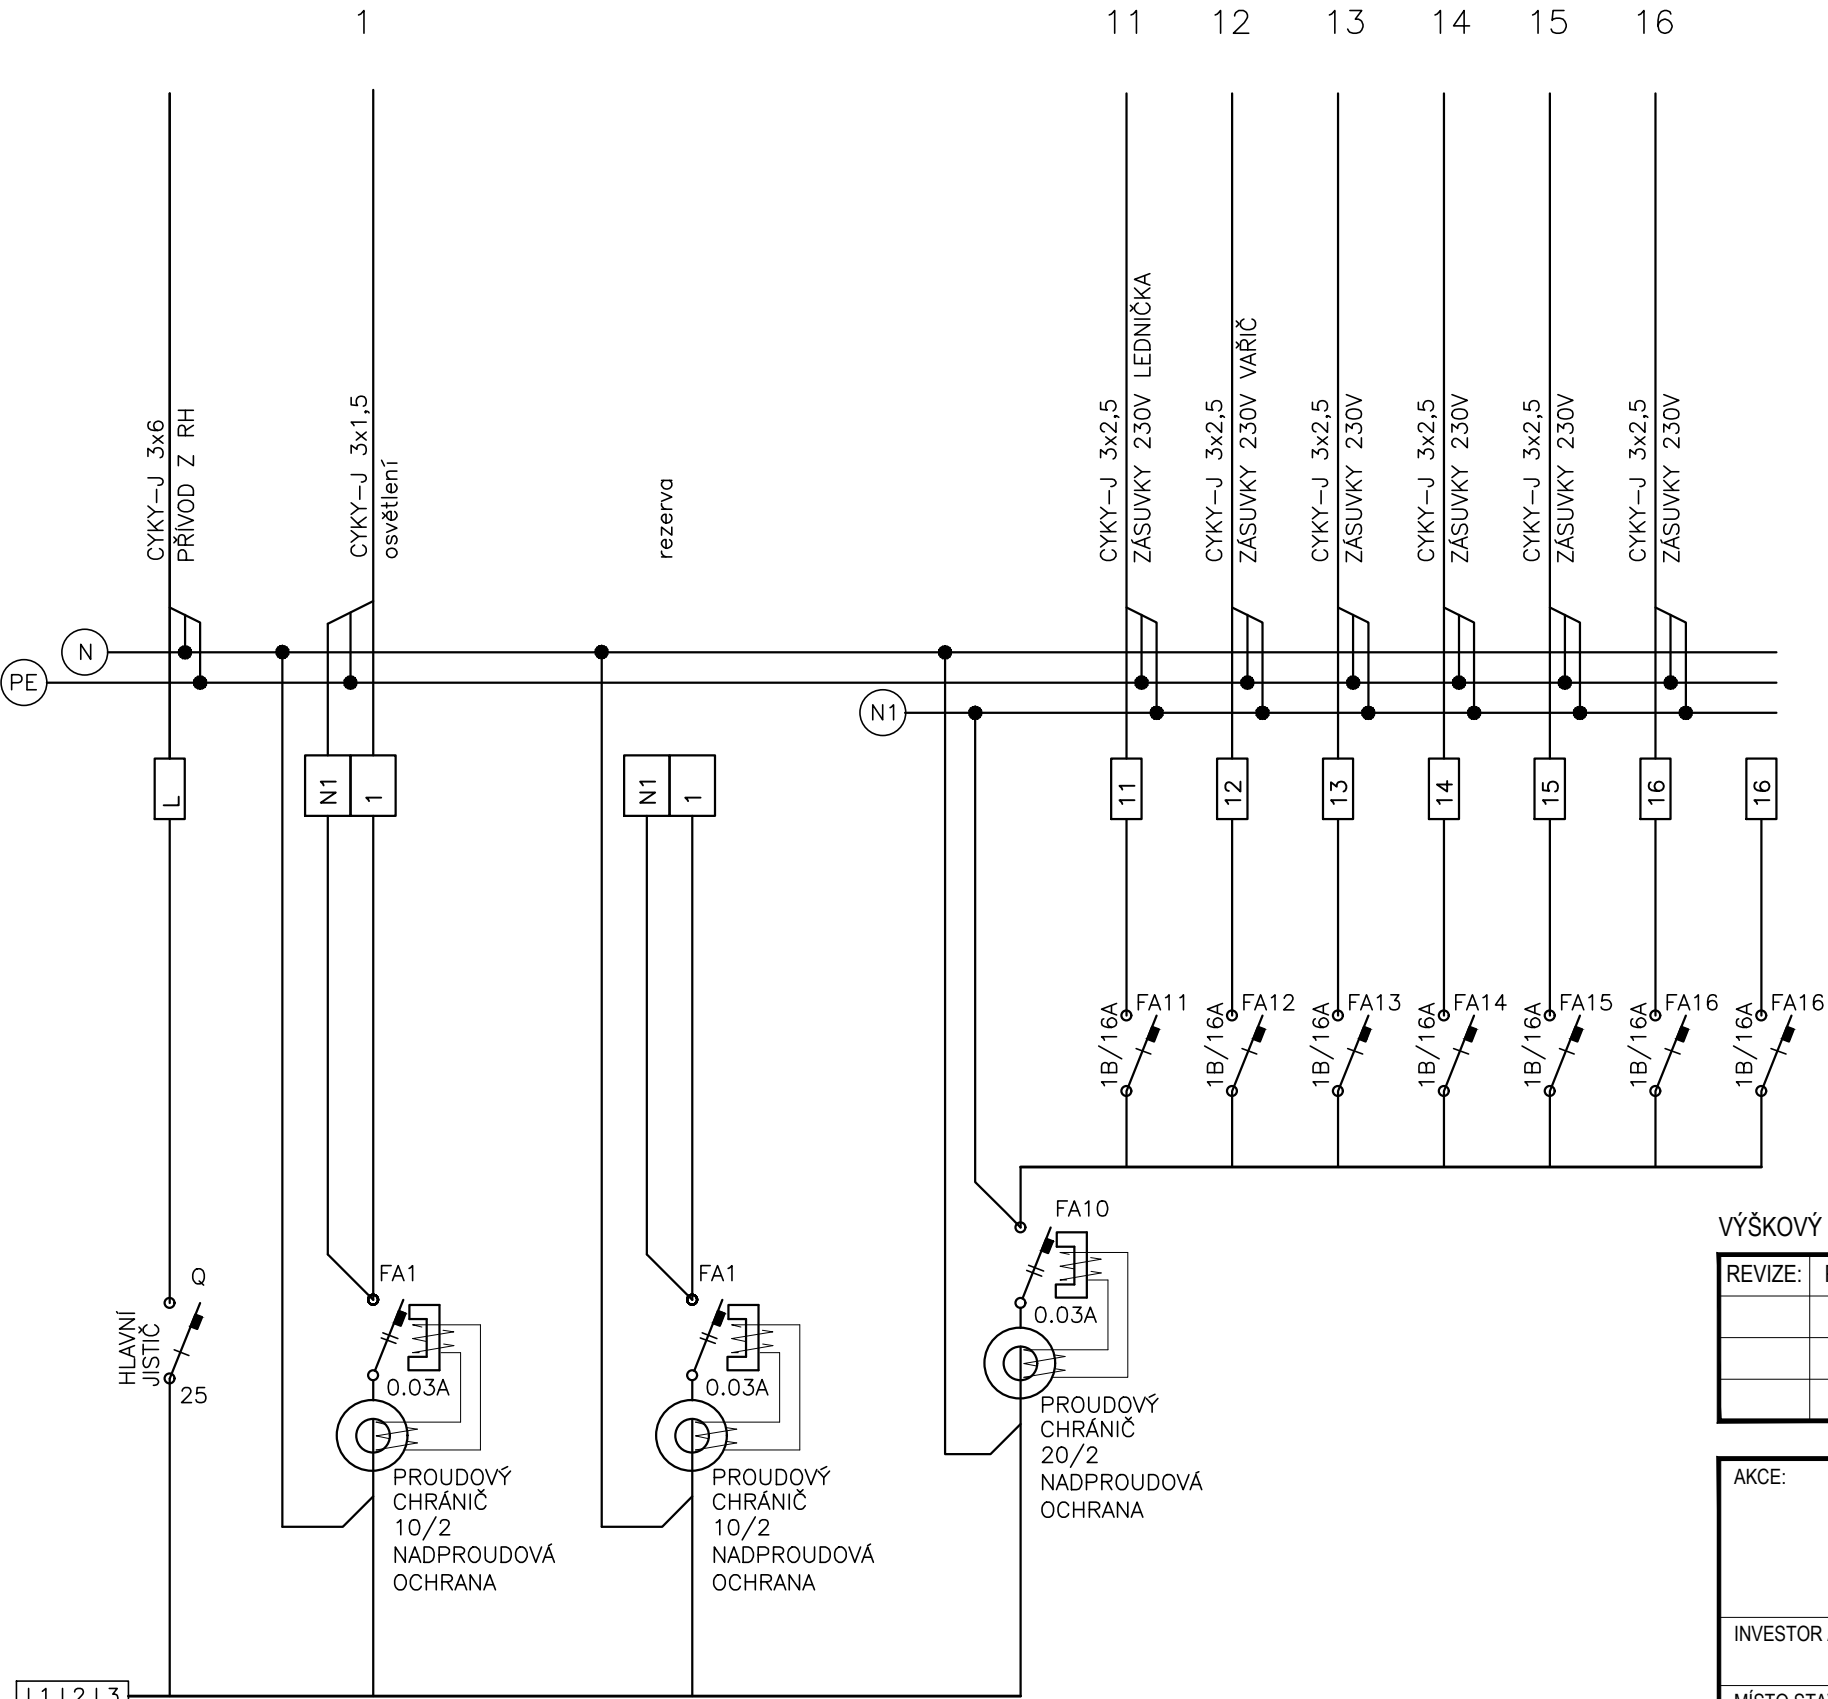 1
11
12
13
14
15
16
CYKY-J 3x6
PŘÍVOD Z RH
CYKY-J 3x1,5
osvětlení
rezerva
CYKY-J 3x2,5
ZÁSUVKY 230V LEDNIČKA
CYKY-J 3x2,5
ZÁSUVKY 230V VAŘIČ
CYKY-J 3x2,5
ZÁSUVKY 230V
CYKY-J 3x2,5
ZÁSUVKY 230V
CYKY-J 3x2,5
ZÁSUVKY 230V
CYKY-J 3x2,5
ZÁSUVKY 230V
N
PE
N1
L
N1
1
N1
1
11
12
13
14
15
16
16
1B/16A
FA11
1B/16A
FA12
1B/16A
FA13
1B/16A
FA14
1B/16A
FA15
1B/16A
FA16
1B/16A
FA16
Q
HLAVNÍ
JISTIČ
25
FA1
0.03A
PROUDOVÝ
CHRÁNIČ
10/2
NADPROUDOVÁ
OCHRANA
FA1
0.03A
PROUDOVÝ
CHRÁNIČ
10/2
NADPROUDOVÁ
OCHRANA
FA10
0.03A
PROUDOVÝ
CHRÁNIČ
20/2
NADPROUDOVÁ
OCHRANA
VÝŠKOVÝ
REVIZE:
AKCE:
INVESTOR
L1 L2 L3
MÍSTO